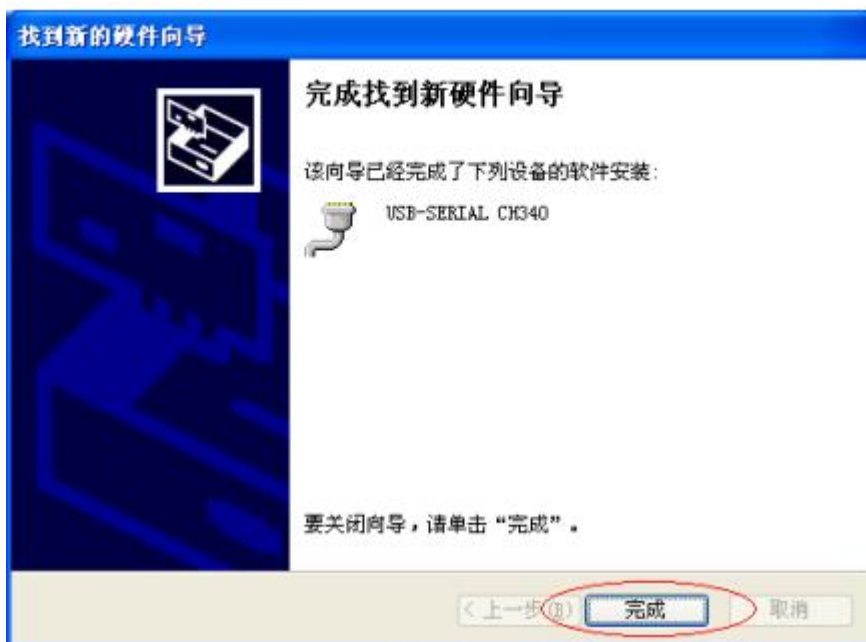 找到新的硬件向导
完成找到新硬件向导
该向导已经完成了下列设备的软件安装:
USB-SERIAL CH340
要关闭向导，请单击“完成”。
< 上一步(B)
完成
取消